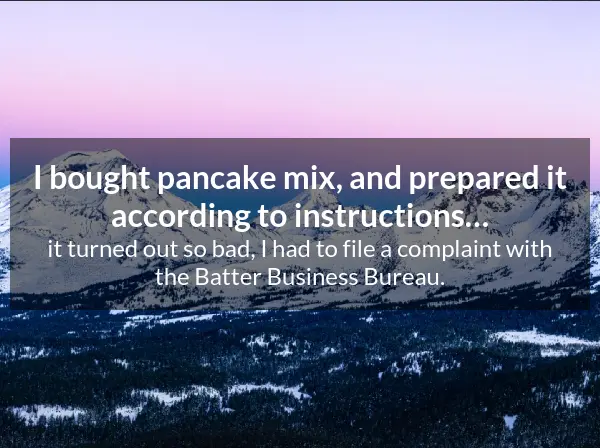 I bought pancake mix, and prepared it
according to instructions...
it turned out so bad, I had to file a complaint with
the Batter Business Bureau.